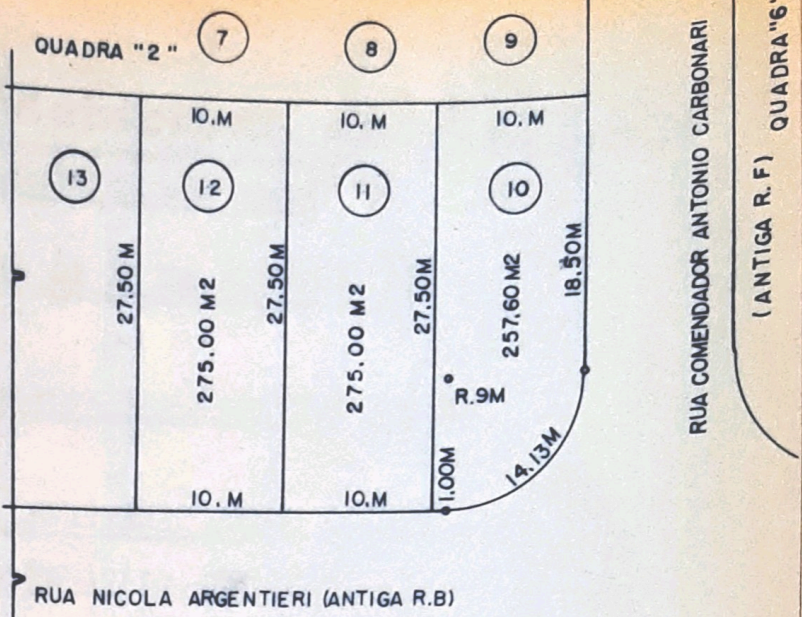 QUADRA "2"
7
8
9
10.M
10. M
10. M
13
12
11
10
27.50 M
275.00 M2
27.50M
275.00 M2
27.50M
257.60 M2
18.50M
R.9M
1.00M
14.13M
10. M
10.M
RUA NICOLA ARGENTIERI (ANTIGA R.B)
RUA COMENDADOR ANTONIO CARBONARI
(ANTIGA R. F)
QUADRA "6"